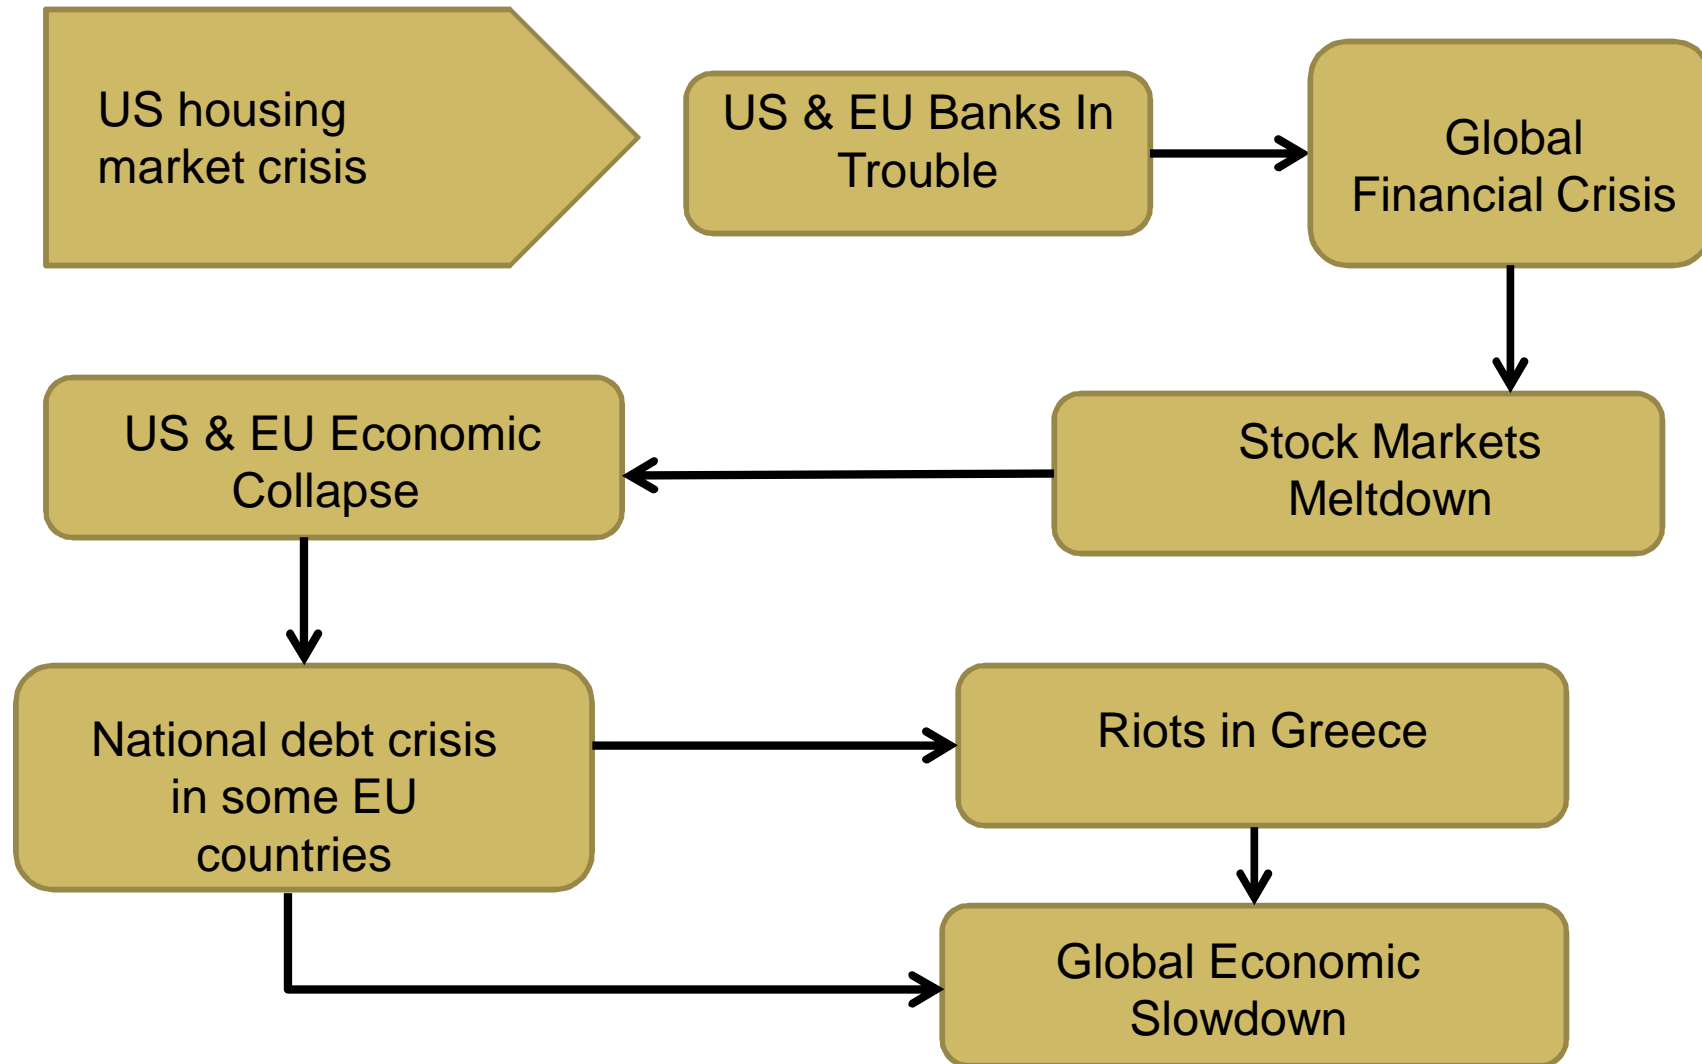 US housing
market crisis
US & EU Banks In
Trouble
Global
Financial Crisis
US & EU Economic
Collapse
Stock Markets
Meltdown
National debt crisis
in some EU
countries
Riots in Greece
Global Economic
Slowdown